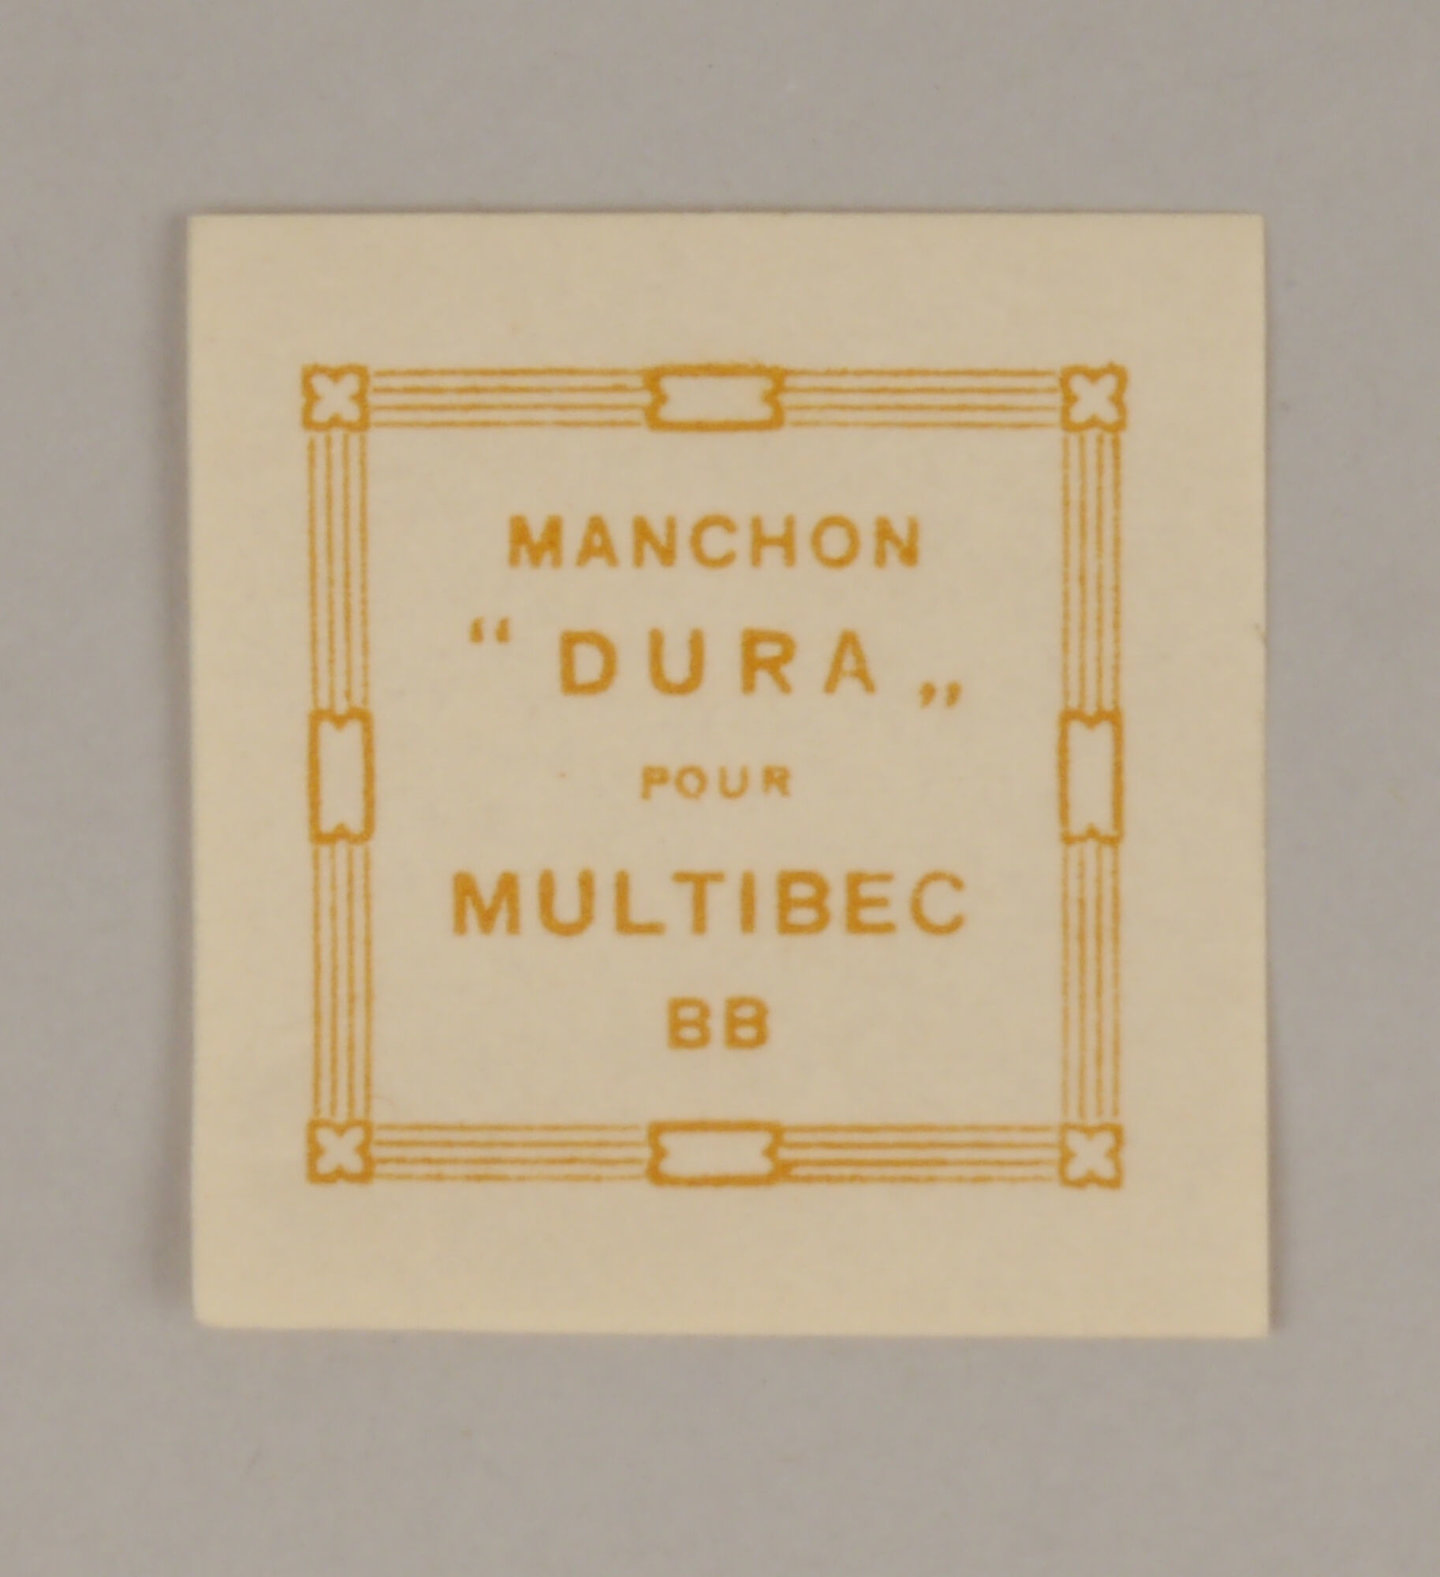 MANCHON
“ DURA „
POUR
MULTIBEC
BB